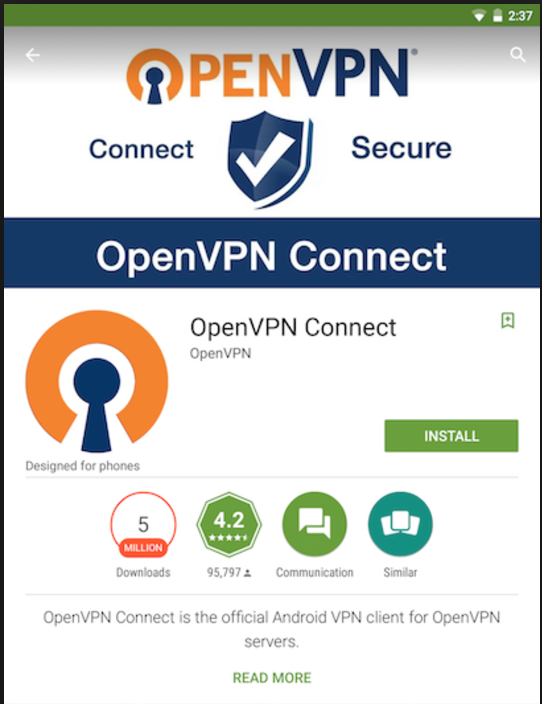 2:37
OPENVPN®
Connect Secure
OpenVPN Connect
OpenVPN Connect
OpenVPN
INSTALL
Designed for phones
5
MILLION
Downloads
4.2
95,797
Communication
Similar
OpenVPN Connect is the official Android VPN client for OpenVPN
servers.
READ MORE